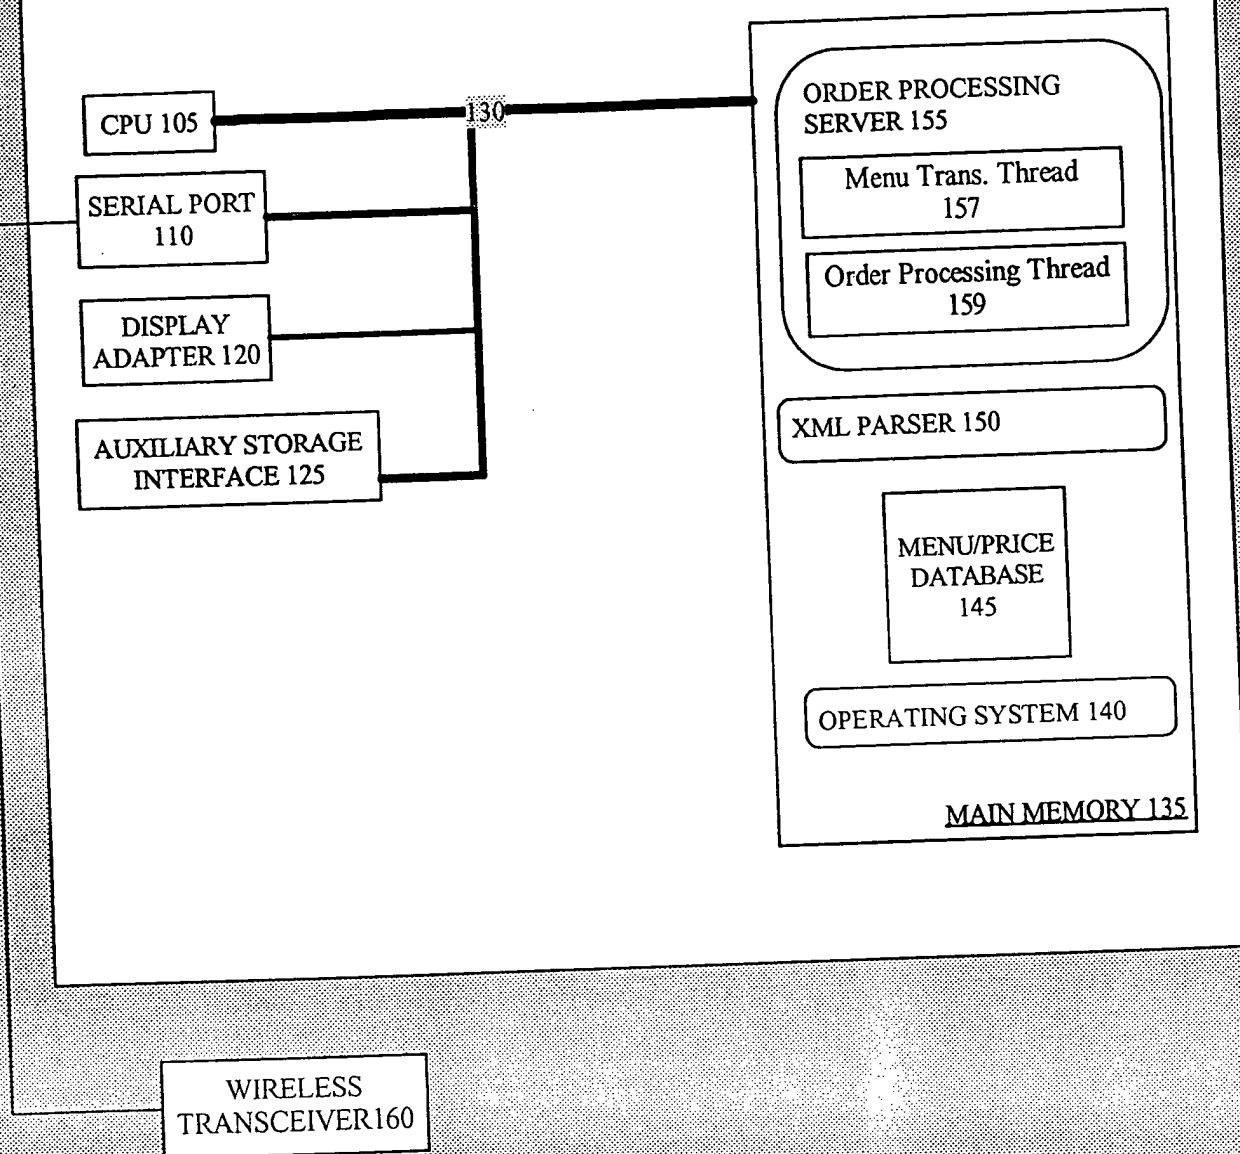 CPU 105
130
SERIAL PORT
110
DISPLAY
ADAPTER 120
AUXILIARY STORAGE
INTERFACE 125
ORDER PROCESSING
SERVER 155
Menu Trans. Thread
157
Order Processing Thread
159
XML PARSER 150
MENU/PRICE
DATABASE
145
OPERATING SYSTEM 140
MAIN MEMORY 135
WIRELESS
TRANSCEIVER160